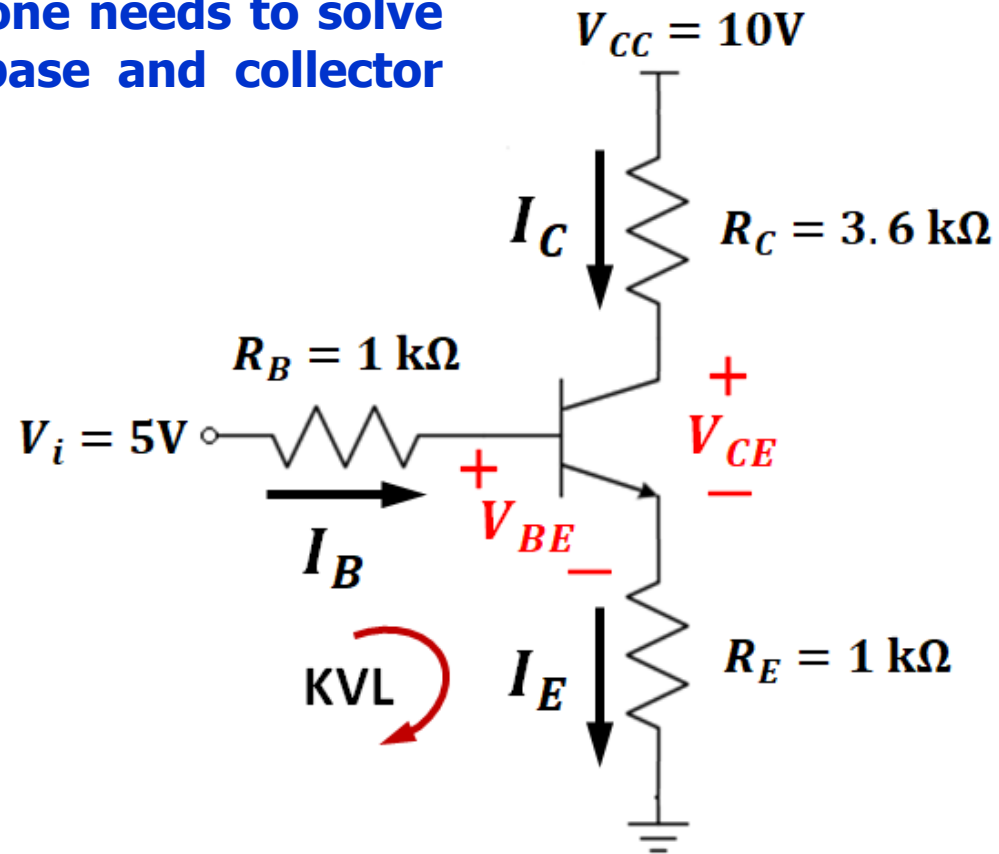 one needs to solve
base and collector
V_CC = 10V
I_C
R_C = 3.6 kΩ
R_B = 1 kΩ
V_i = 5V
+
V_CE
−
+
V_BE
−
I_B
KVL
I_E
R_E = 1 kΩ